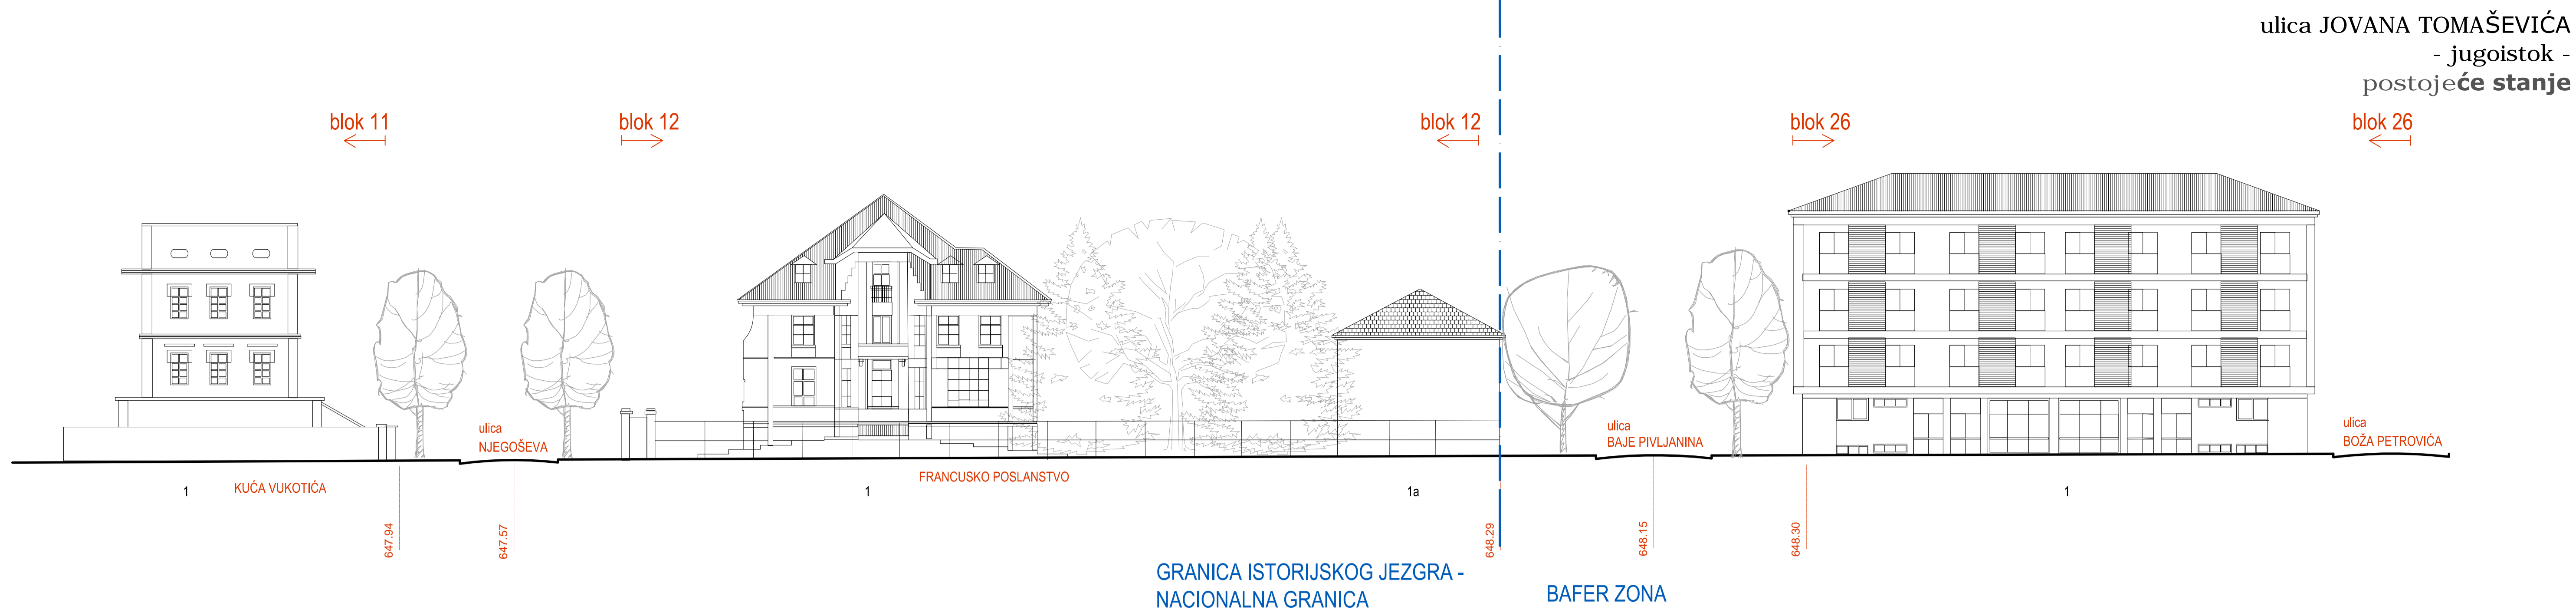 ulica JOVANA TOMAŠEVIĆA
- jugoistok -
postojeće stanje
blok 11
blok 12
blok 12
blok 26
blok 26
ulica
NJEGOŠEVA
ulica
BAJE PIVLJANINA
ulica
BOŽA PETROVIĆA
1
KUĆA VUKOTIĆA
1
FRANCUSKO POSLANSTVO
1a
1
647.94
647.57
648.29
648.15
648.30
GRANICA ISTORIJSKOG JEZGRA -
NACIONALNA GRANICA
BAFER ZONA